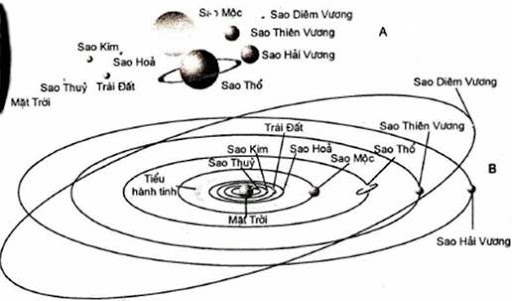 Sao Mộc
Sao Diêm Vương
Sao Thiên Vương
A
Sao Kim
Sao Hoả
Sao Hải Vương
Sao Thuỷ
Trái Đất
Sao Thổ
Mặt Trời
Sao Diêm Vương
Trái Đất
Sao Thiên Vương
Sao Kim
Sao Hoả
Sao Thổ
Sao Thuỷ
Sao Mộc
B
Tiểu
hành tinh
Mặt Trời
Sao Hải Vương